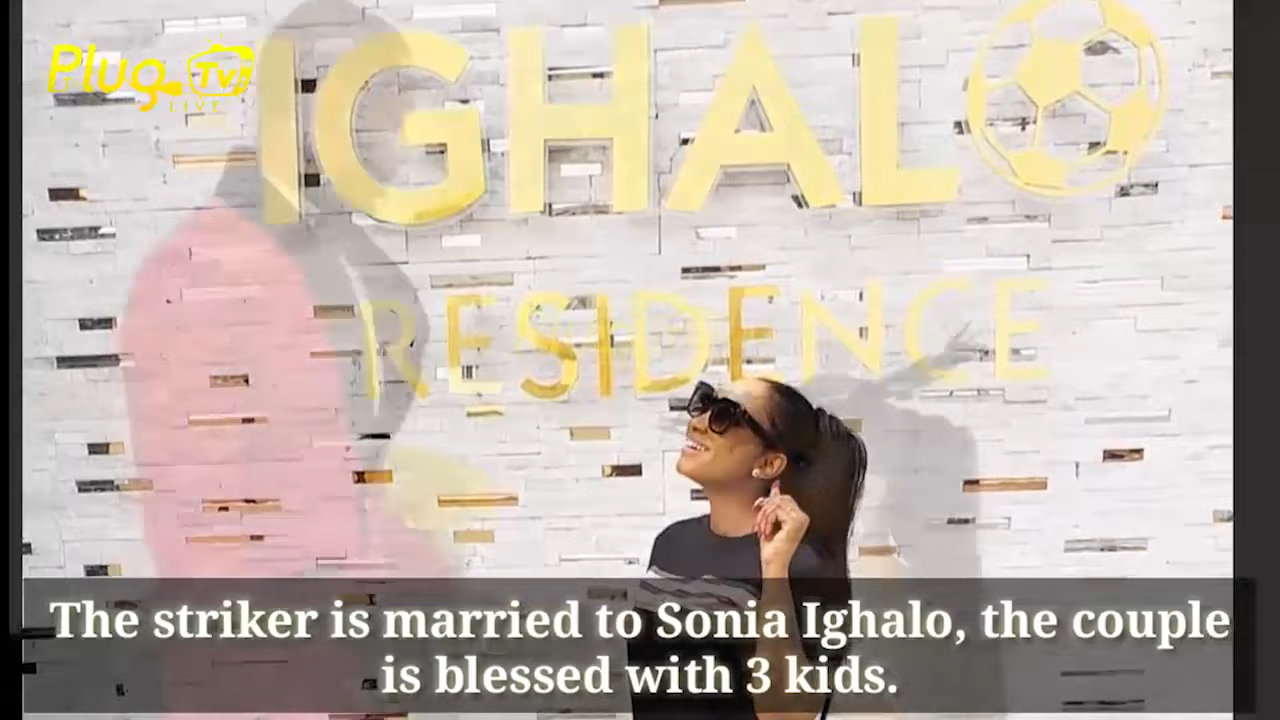 Plug Tv
LIVE
IGHALO
RESIDENCE
The striker is married to Sonia Ighalo, the couple
is blessed with 3 kids.